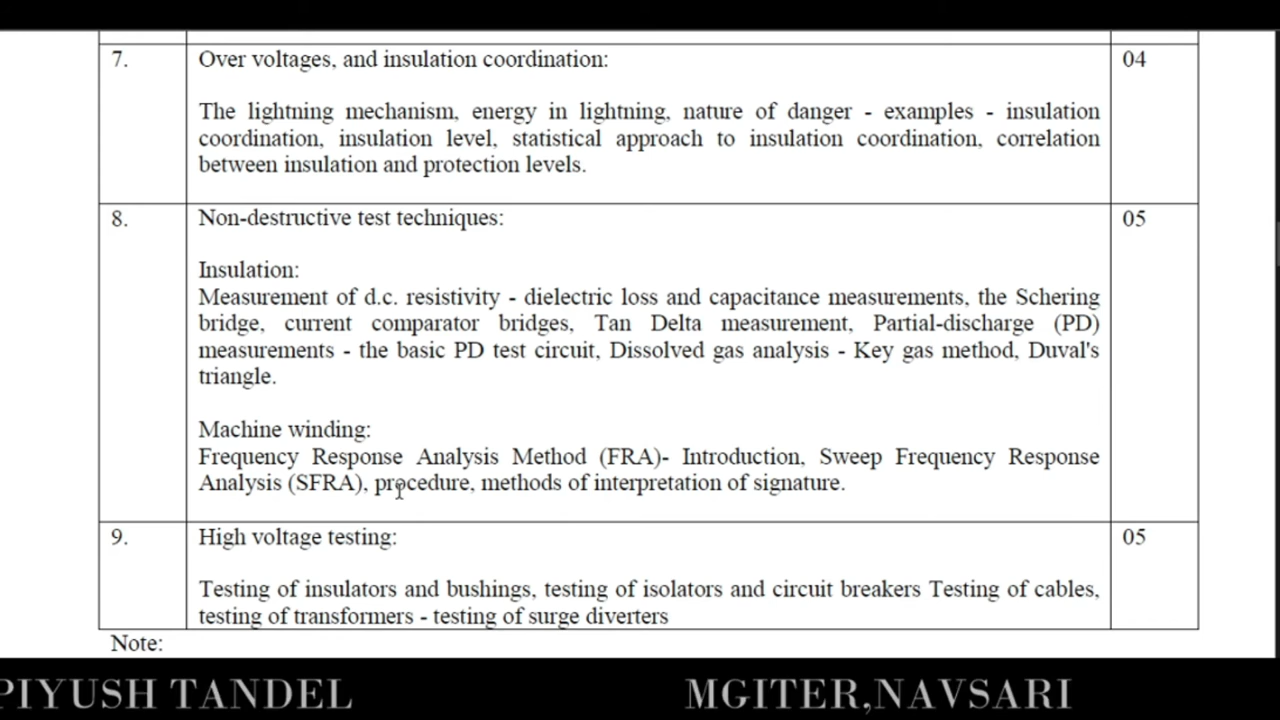 7. Over voltages, and insulation coordination: 04
The lightning mechanism, energy in lightning, nature of danger - examples - insulation
coordination, insulation level, statistical approach to insulation coordination, correlation
between insulation and protection levels.
8. Non-destructive test techniques: 05
Insulation:
Measurement of d.c. resistivity - dielectric loss and capacitance measurements, the Schering
bridge, current comparator bridges, Tan Delta measurement, Partial-discharge (PD)
measurements - the basic PD test circuit, Dissolved gas analysis - Key gas method, Duval's
triangle.
Machine winding:
Frequency Response Analysis Method (FRA)- Introduction, Sweep Frequency Response
Analysis (SFRA), procedure, methods of interpretation of signature.
9. High voltage testing: 05
Testing of insulators and bushings, testing of isolators and circuit breakers Testing of cables,
testing of transformers - testing of surge diverters
Note:
PIYUSH TANDEL MGITER,NAVSARI